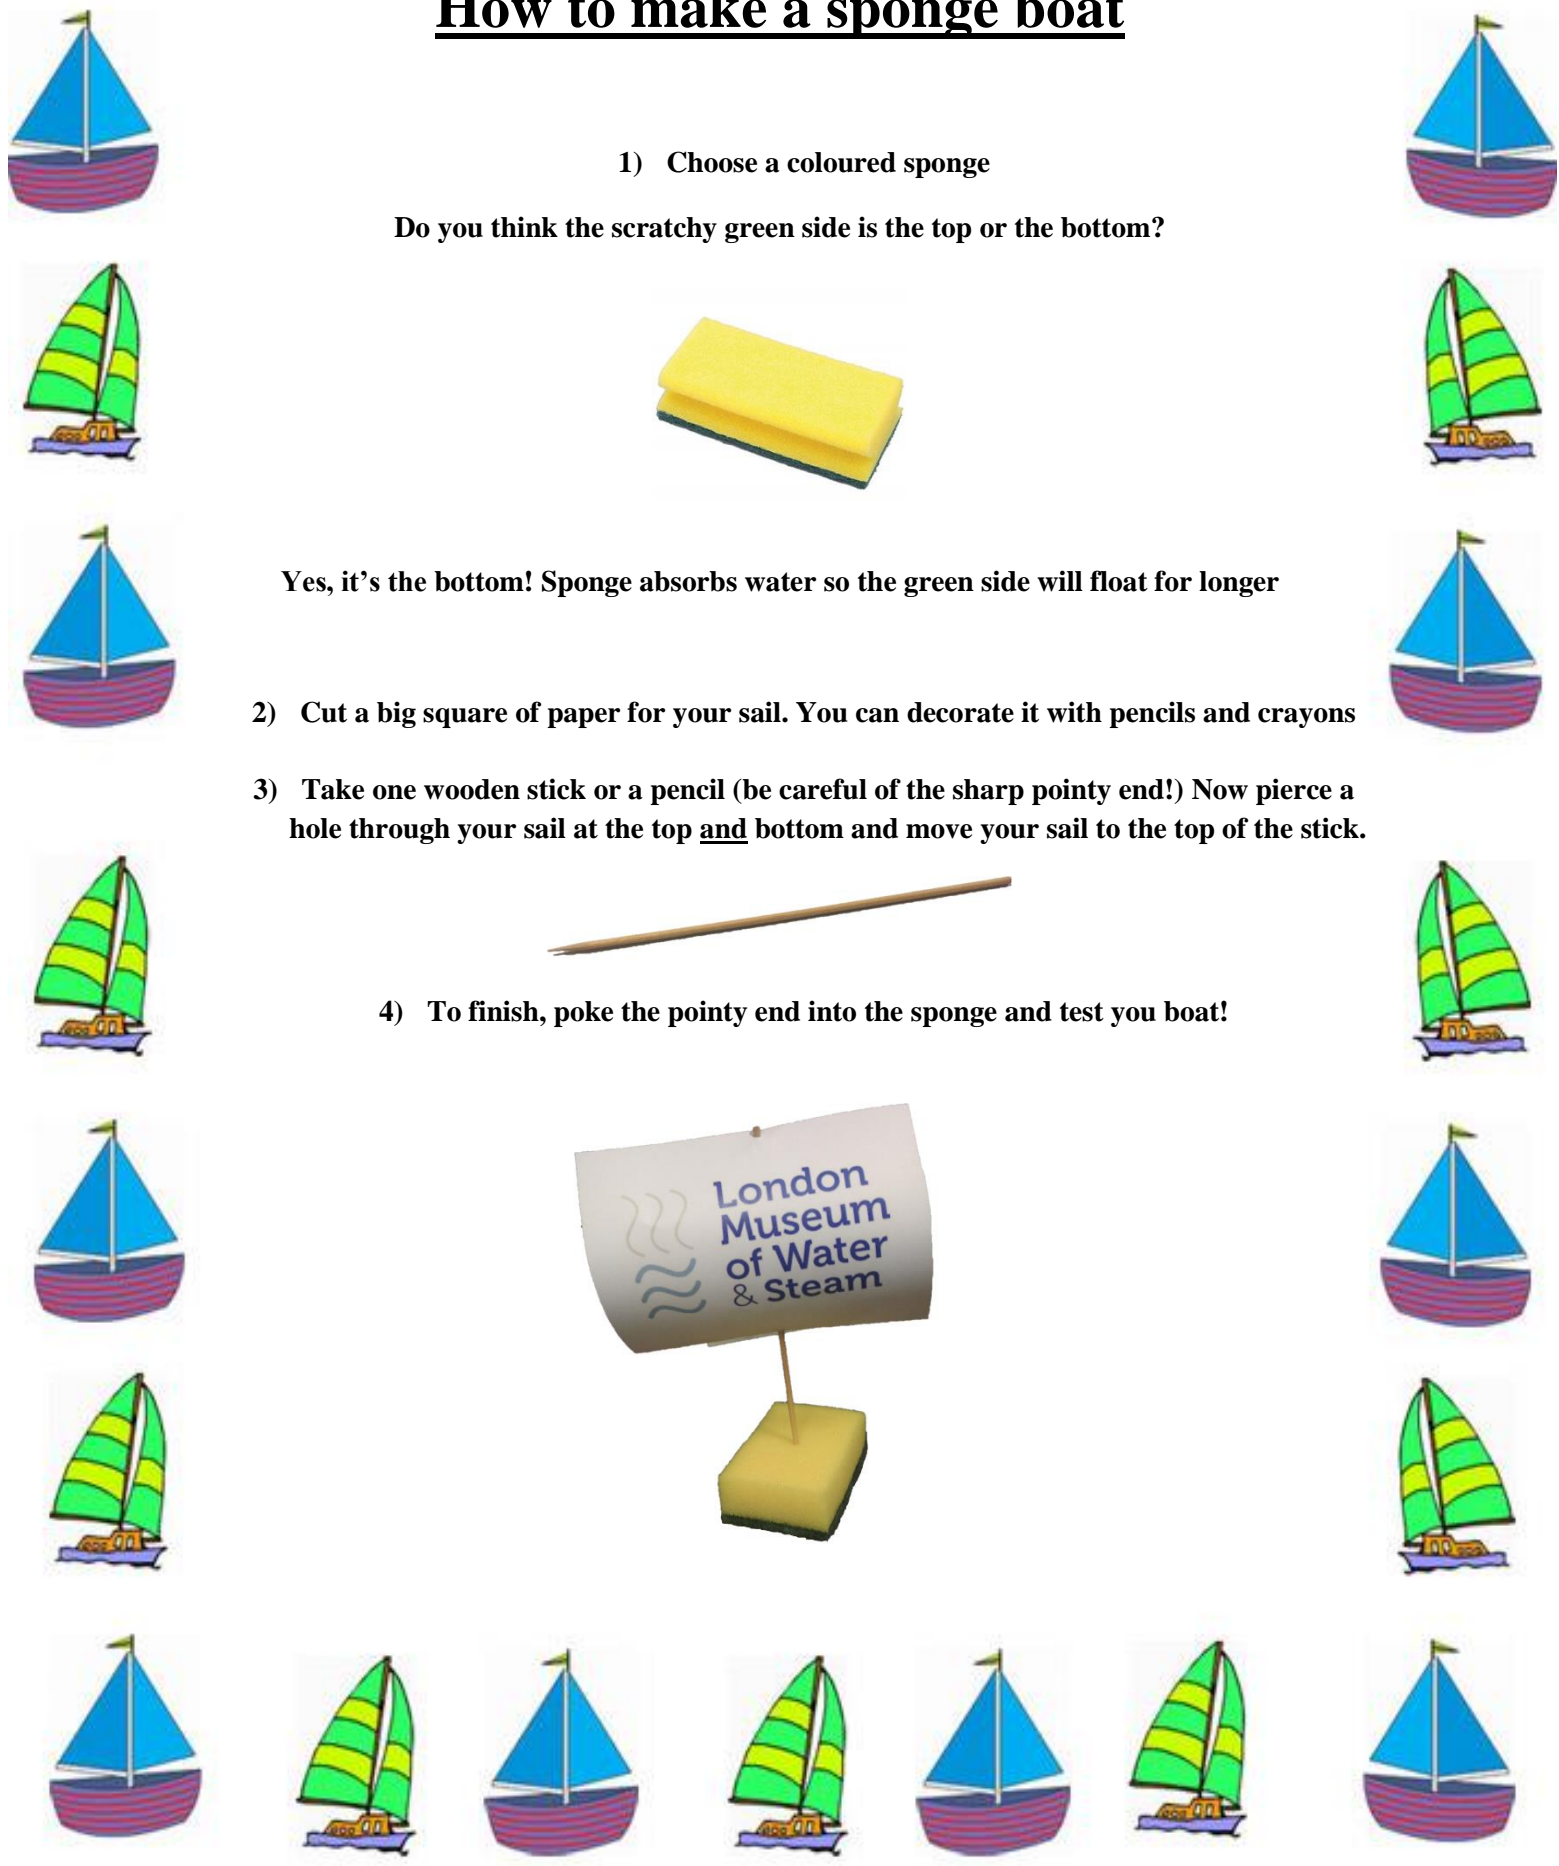 How to make a sponge boat
1) Choose a coloured sponge
Do you think the scratchy green side is the top or the bottom?
Yes, it’s the bottom! Sponge absorbs water so the green side will float for longer
2) Cut a big square of paper for your sail. You can decorate it with pencils and crayons
3) Take one wooden stick or a pencil (be careful of the sharp pointy end!) Now pierce a
hole through your sail at the top and bottom and move your sail to the top of the stick.
4) To finish, poke the pointy end into the sponge and test you boat!
London
Museum
of Water
& Steam